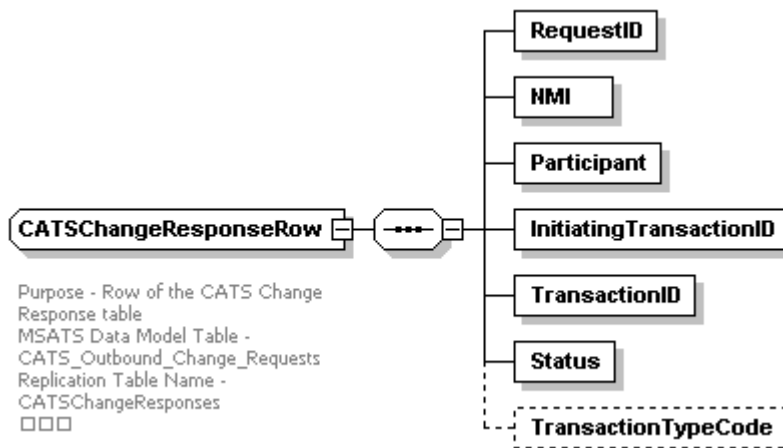 RequestID
NMI
Participant
CATSChangeResponseRow
InitiatingTransactionID
TransactionID
Status
TransactionTypeCode
Purpose - Row of the CATS Change
Response table
MSATS Data Model Table -
CATS_Outbound_Change_Requests
Replication Table Name -
CATSChangeResponses